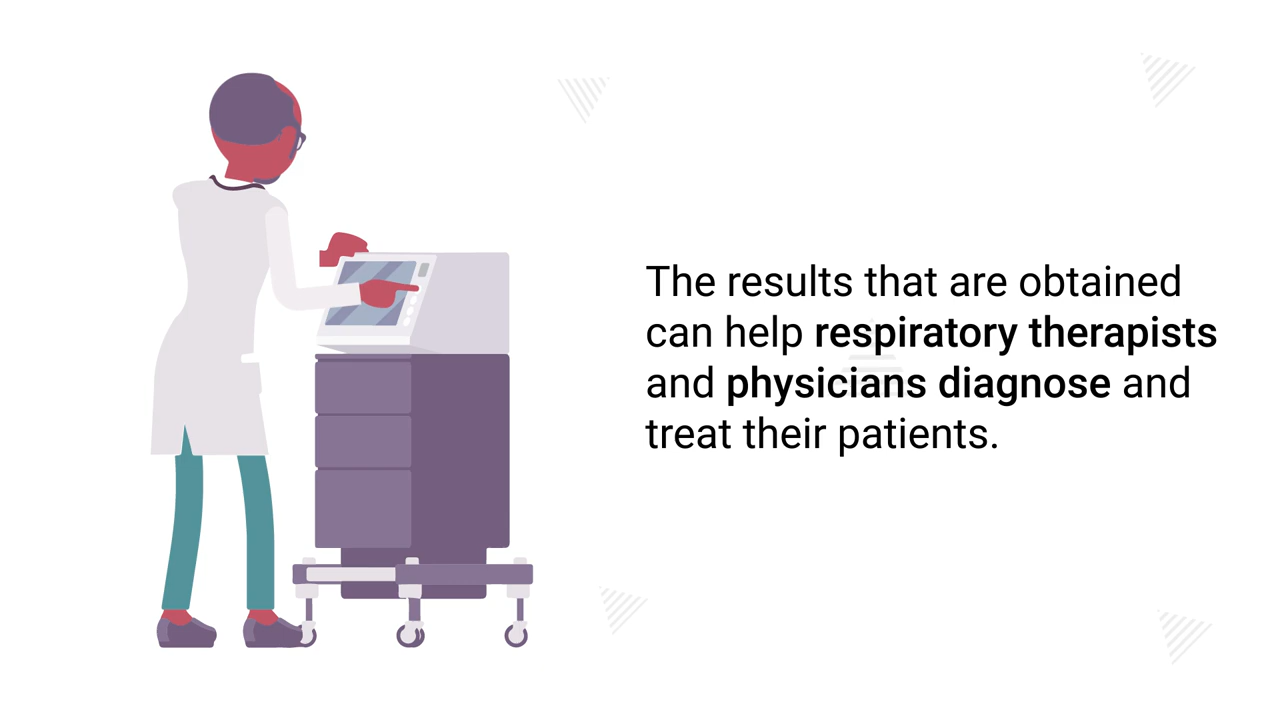 The results that are obtained
can help respiratory therapists
and physicians diagnose and
treat their patients.